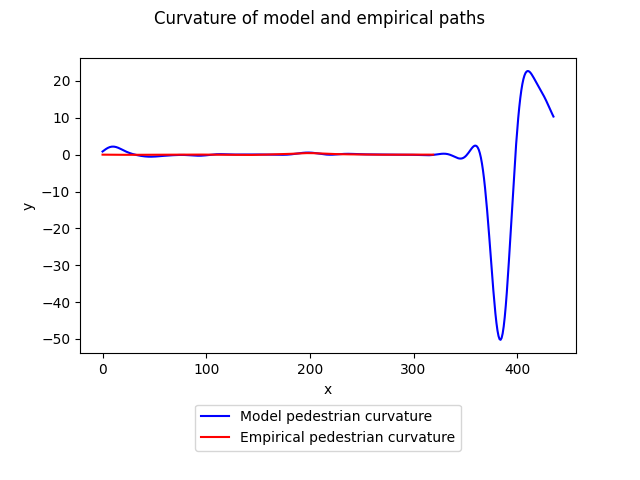 Curvature of model and empirical paths
20
10
0
−10
−20
−30
−40
−50
y
0 100 200 300 400
x
Model pedestrian curvature
Empirical pedestrian curvature